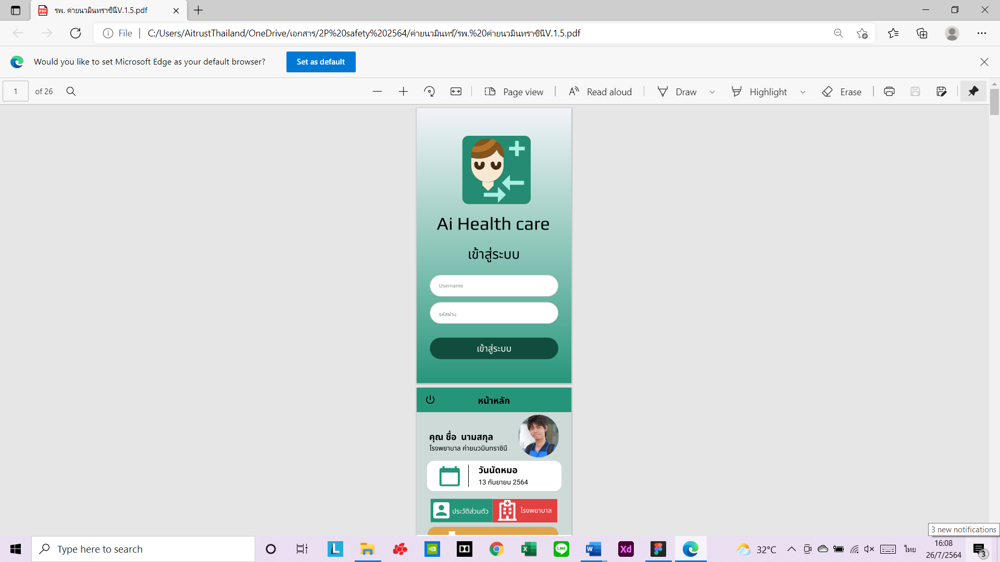 รพ. ค่ายนวมินทราชินีV.1.5.pdf
File
C:/Users/AitrustThailand/OneDrive/เอกสาร/2P%20safety%202564/ค่ายนวมินทร์/รพ.%20ค่ายนวมินทราชินีV.1.5.pdf
Would you like to set Microsoft Edge as your default browser?
Set as default
1 of 26
Page view
Read aloud
Draw
Highlight
Erase
Ai Health care
เข้าสู่ระบบ
Username
รหัสผ่าน
เข้าสู่ระบบ
หน้าหลัก
คุณ ชื่อ นามสกุล
โรงพยาบาล ค่ายนวมินทราชินี
วันนัดหมอ
13 กันยายน 2564
ประวัติส่วนตัว
โรงพยาบาล
3 new notifications
Type here to search
32°C
ไทย
16:08
26/7/2564
3